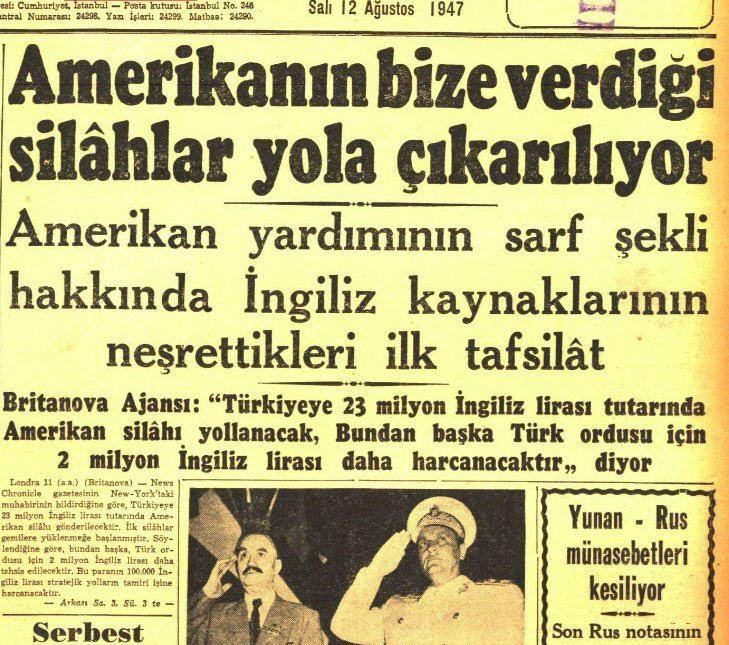 esi: Cumhuriyet, İstanbul — Posta kutusu: İstanbul No. 246
ntral Numarası: 24298. Yazı İşleri: 24299. Matbaa: 24290.
Salı 12 Ağustos 1947
Amerikanın bize verdiği
silâhlar yola çıkarılıyor
Amerikan yardımının sarf şekli
hakkında İngiliz kaynaklarının
neşrettikleri ilk tafsilât
Britanova Ajansı: “Türkiyeye 23 milyon İngiliz lirası tutarında
Amerikan silâhı yollanacak, Bundan başka Türk ordusu için
2 milyon İngiliz lirası daha harcanacaktır„ diyor
Londra 11 (a.a.) (Britanova) — News
Chronicle gazetesinin New-York'taki
muhabirinin bildirdiğine göre, Türkiyeye
23 milyon İngiliz lirası tutarında Ame-
rikan silâhı gönderilecektir. İlk silâhlar
gemilere yüklenmeğe başlanmıştır. Söy-
lendiğine göre, bundan başka, Türk or-
dusu için 2 milyon İngiliz lirası daha
tahsis edilecektir. Bu paranın 100.000 İn-
giliz lirası stratejik yolların tamiri işine
harcanacaktır.
— Arkası Sa. 3, Sü. 3 te —
Serbest
Yunan - Rus
münasebetleri
kesiliyor
Son Rus notasının